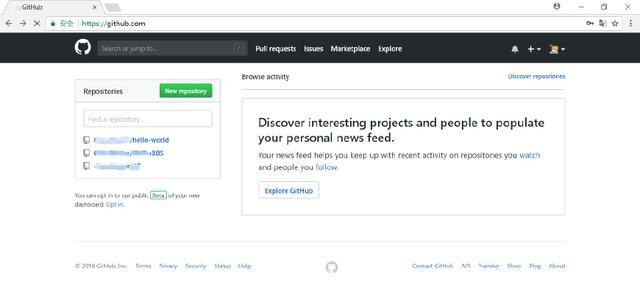 GitHub
安全
https://github.com
Search or jump to...
/
Pull requests
Issues
Marketplace
Explore
Repositories
New repository
Find a repository...
/hello-world
BBS
Browse activity
Discover repositories
Discover interesting projects and people to populate
your personal news feed.
Your news feed helps you keep up with recent activity on repositories you watch
and people you follow.
Explore GitHub
You can opt in to our public Beta of your new
dashboard. Opt in.
© 2018 GitHub, Inc.
Terms
Privacy
Security
Status
Help
Contact GitHub
API
Training
Shop
Blog
About